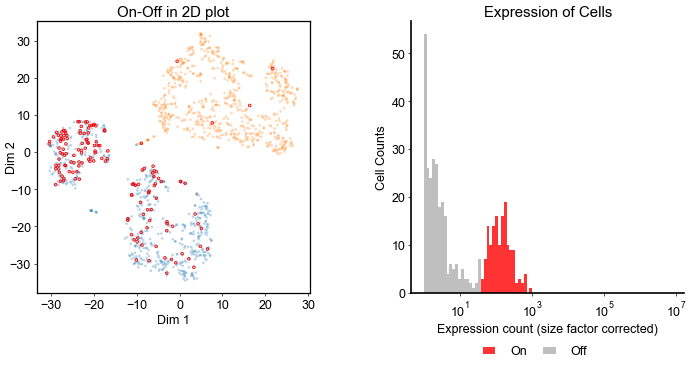 On-Off in 2D plot
Expression of Cells
Dim 2
30
20
10
0
−10
−20
−30
−30 −20 −10 0 10 20 30
Dim 1
Cell Counts
50
40
30
20
10
0
10^1 10^3 10^5 10^7
Expression count (size factor corrected)
On Off